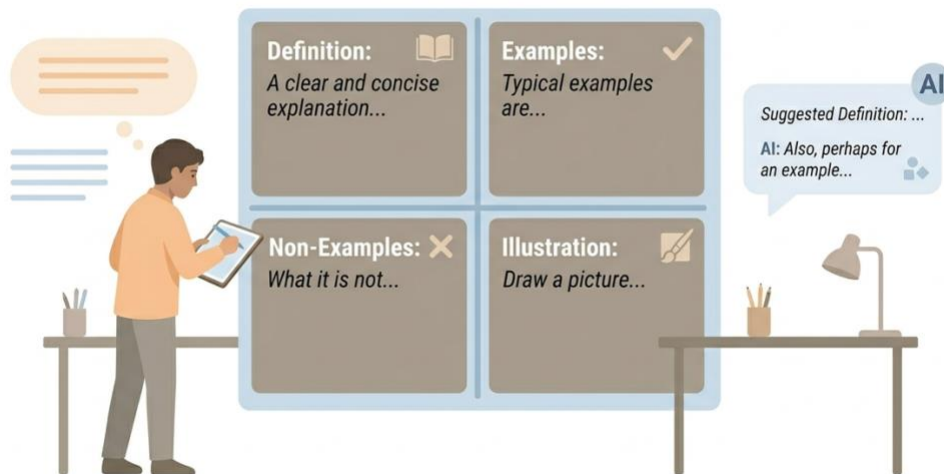 Definition:
A clear and concise
explanation...
Examples:
Typical examples
are...
Non-Examples:
What it is not...
Illustration:
Draw a picture...
AI
Suggested Definition: ...
AI: Also, perhaps for
an example...